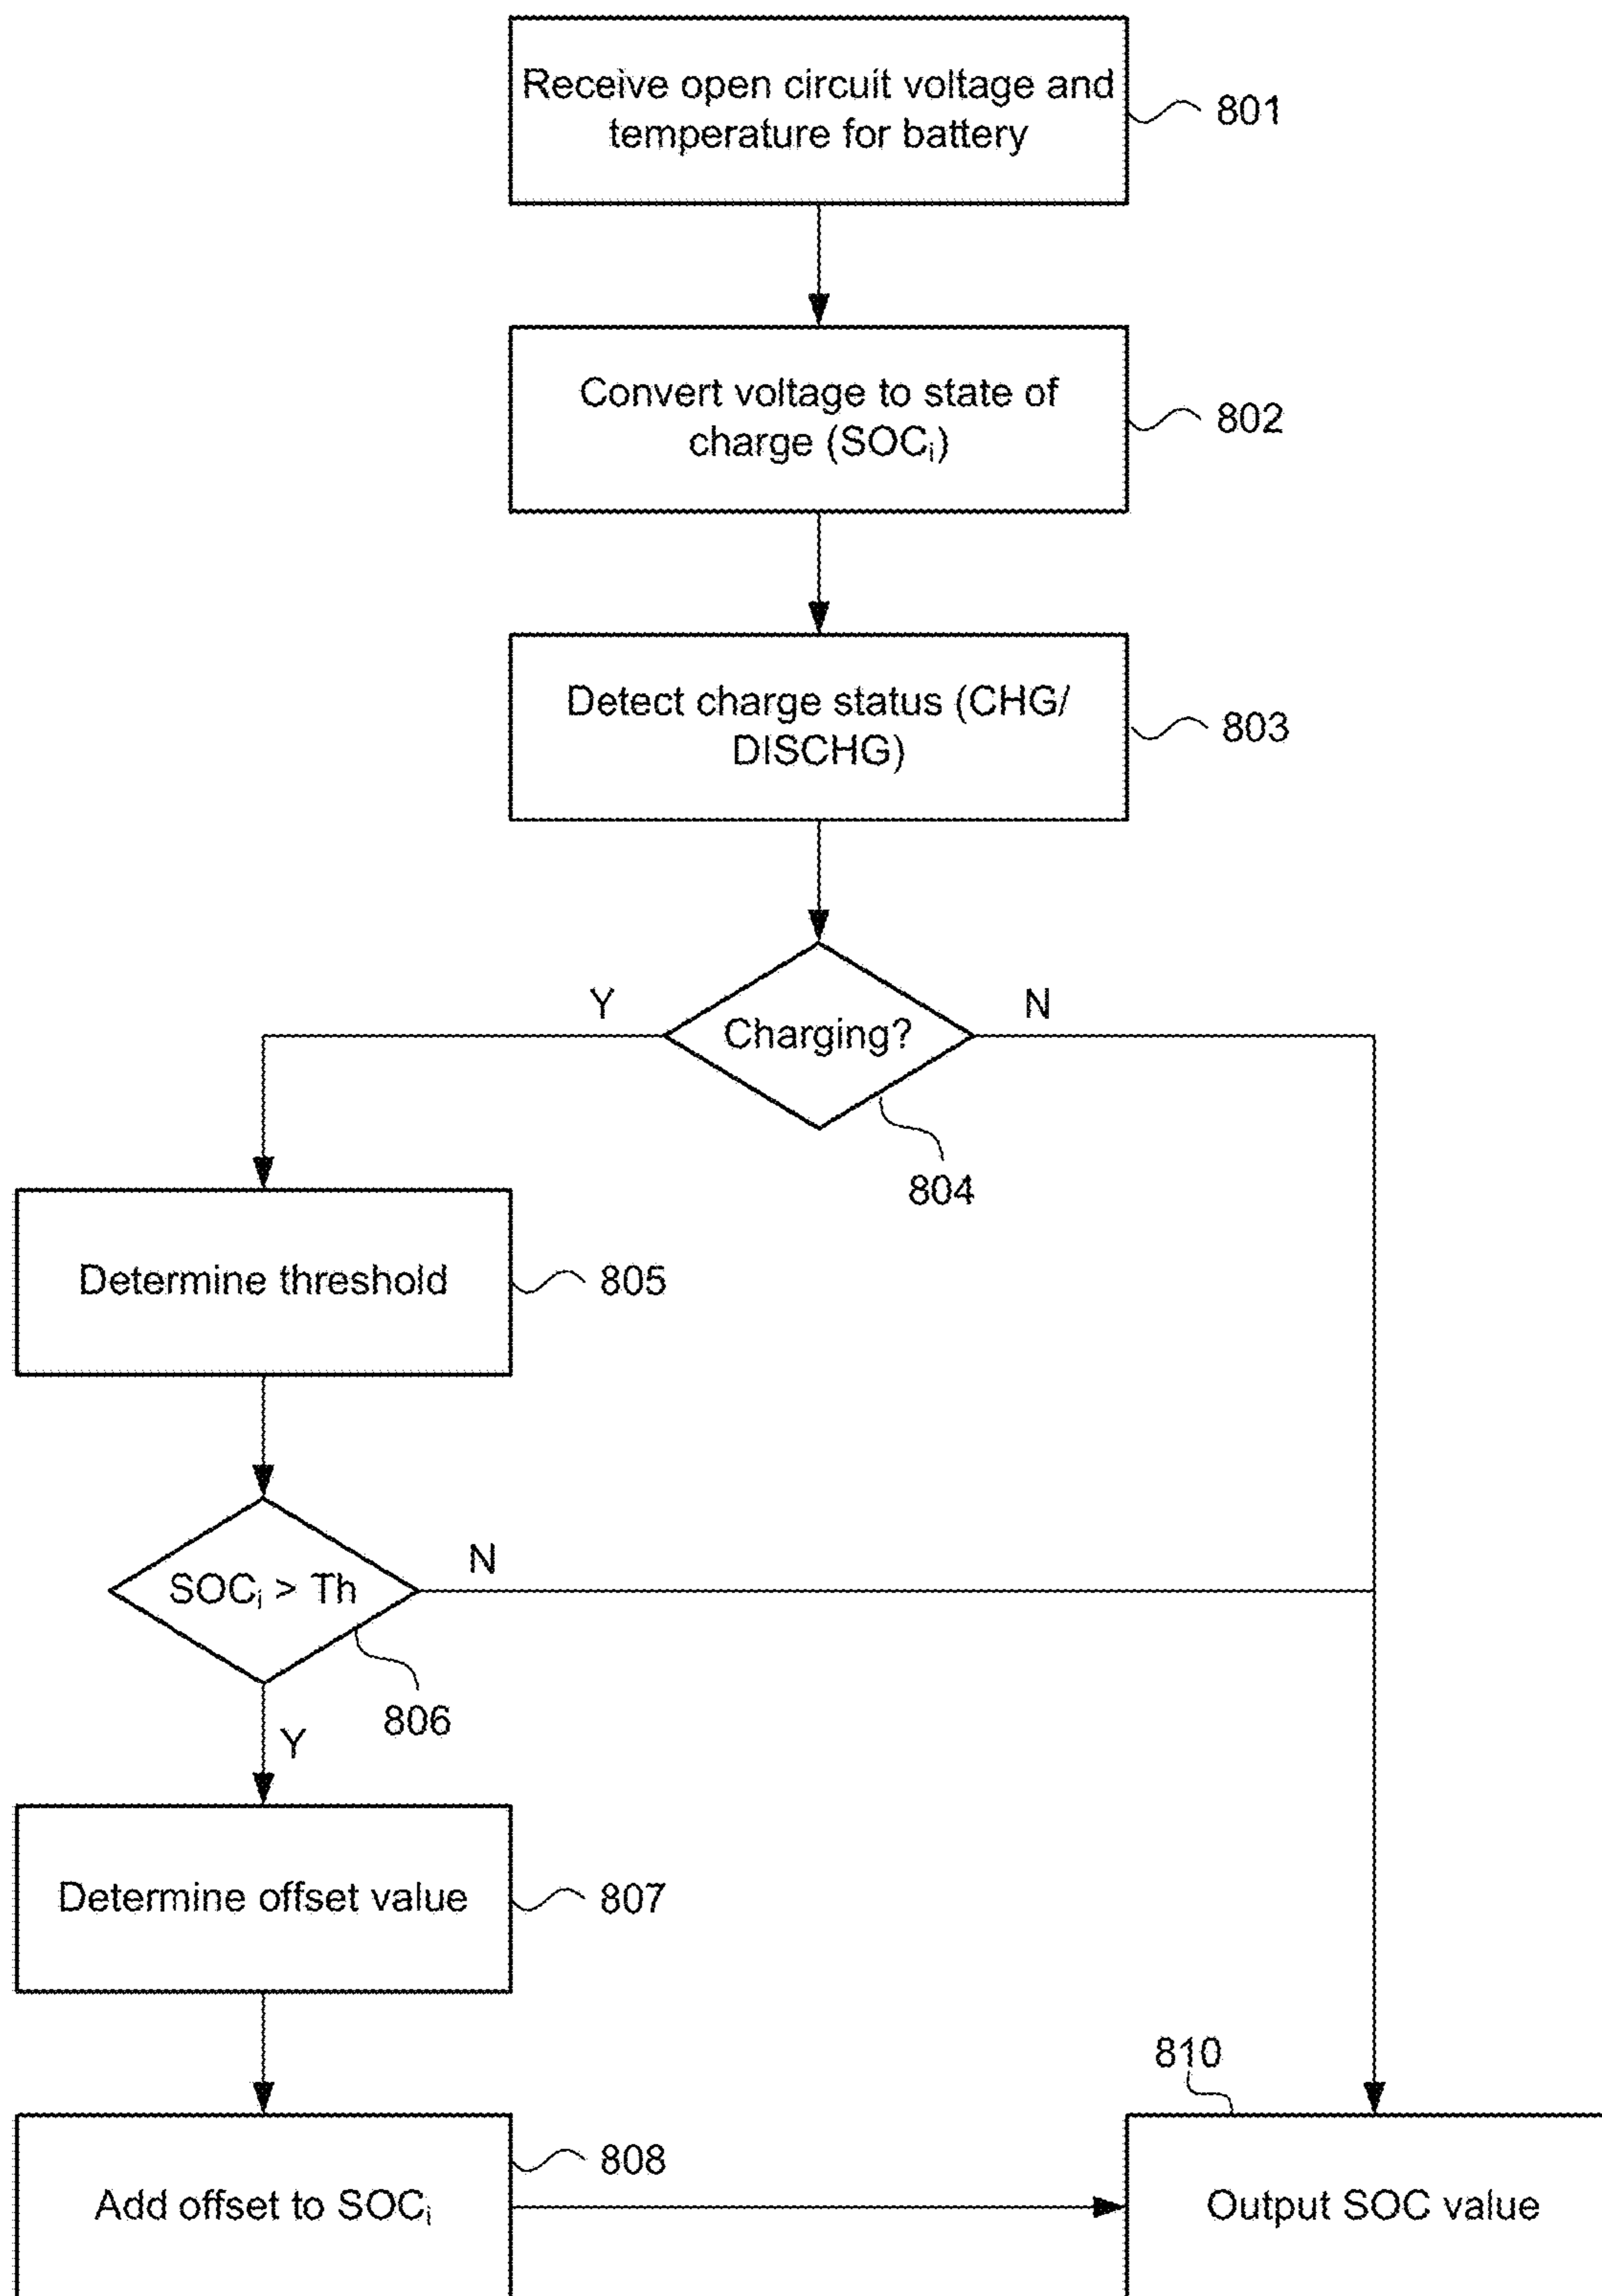 Receive open circuit voltage and
temperature for battery
801
Convert voltage to state of
charge (SOCᵢ)
802
Detect charge status (CHG/
DISCHG)
803
Y
Charging?
N
804
Determine threshold
805
SOCᵢ > Th
N
806
Y
Determine offset value
807
810
Add offset to SOCᵢ
808
Output SOC value